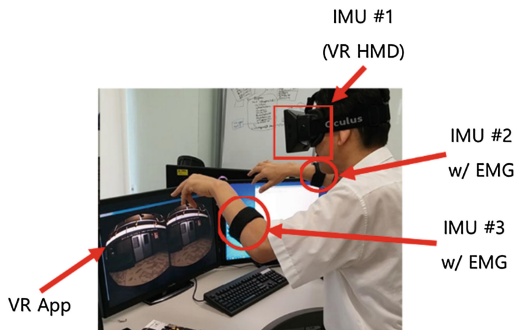 IMU #1
(VR HMD)
Oculus
IMU #2
w/ EMG
IMU #3
w/ EMG
VR App